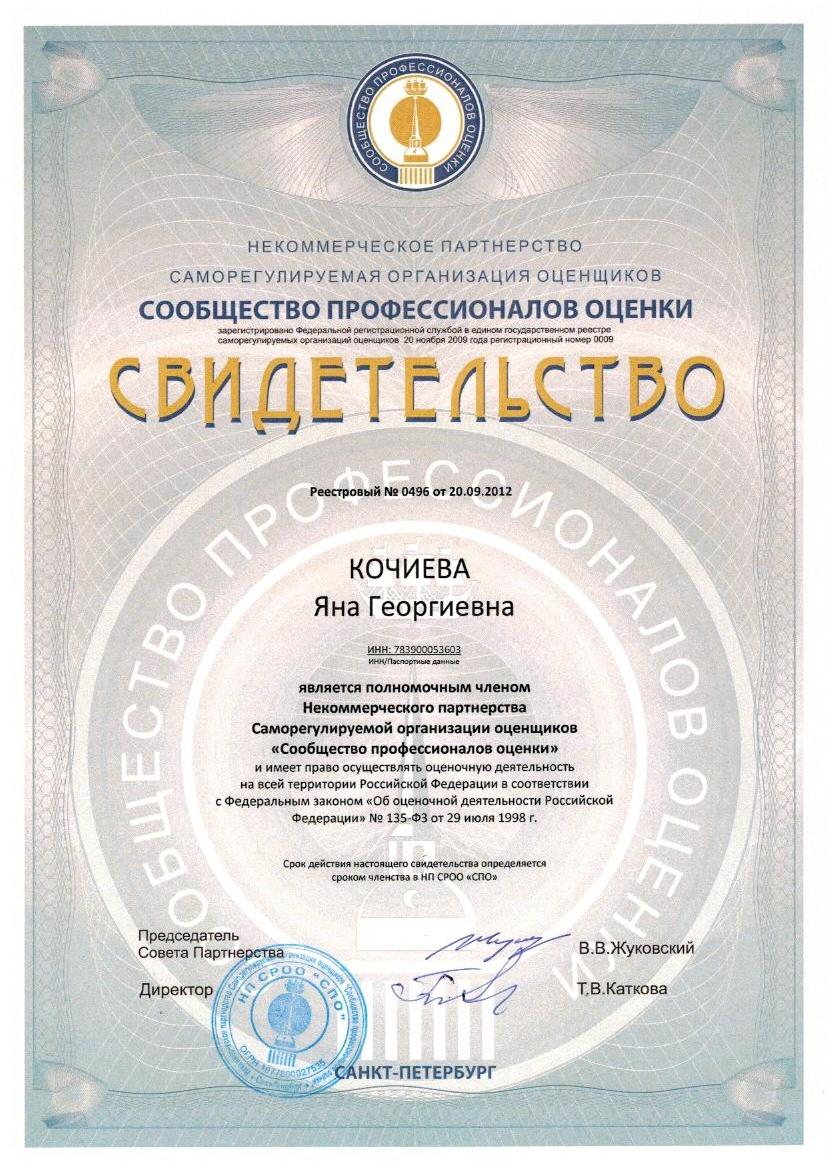 СООБЩЕСТВО ПРОФЕССИОНАЛОВ ОЦЕНКИ
НЕКОММЕРЧЕСКОЕ ПАРТНЕРСТВО
САМОРЕГУЛИРУЕМАЯ ОРГАНИЗАЦИЯ ОЦЕНЩИКОВ
СООБЩЕСТВО ПРОФЕССИОНАЛОВ ОЦЕНКИ
зарегистрировано Федеральной регистрационной службой в едином государственном реестре
саморегулируемых организаций оценщиков 20 ноября 2009 года регистрационный номер 0009
СВИДЕТЕЛЬСТВО
СООБЩЕСТВО ПРОФЕССИОНАЛОВ ОЦЕНКИ
Реестровый № 0496 от 20.09.2012
КОЧИЕВА
Яна Георгиевна
ИНН: 783900053603
ИНН/Паспортные данные
является полномочным членом
Некоммерческого партнерства
Саморегулируемой организации оценщиков
«Сообщество профессионалов оценки»
и имеет право осуществлять оценочную деятельность
на всей территории Российской Федерации в соответствии
с Федеральным законом «Об оценочной деятельности Российской
Федерации» № 135-ФЗ от 29 июля 1998 г.
Срок действия настоящего свидетельства определяется
сроком членства в НП СРОО «СПО»
Председатель
Совета Партнерства
В.В.Жуковский
Директор
Т.В.Каткова
НП СРОО "СПО"
ОГРН 1077800027535
САНКТ-ПЕТЕРБУРГ